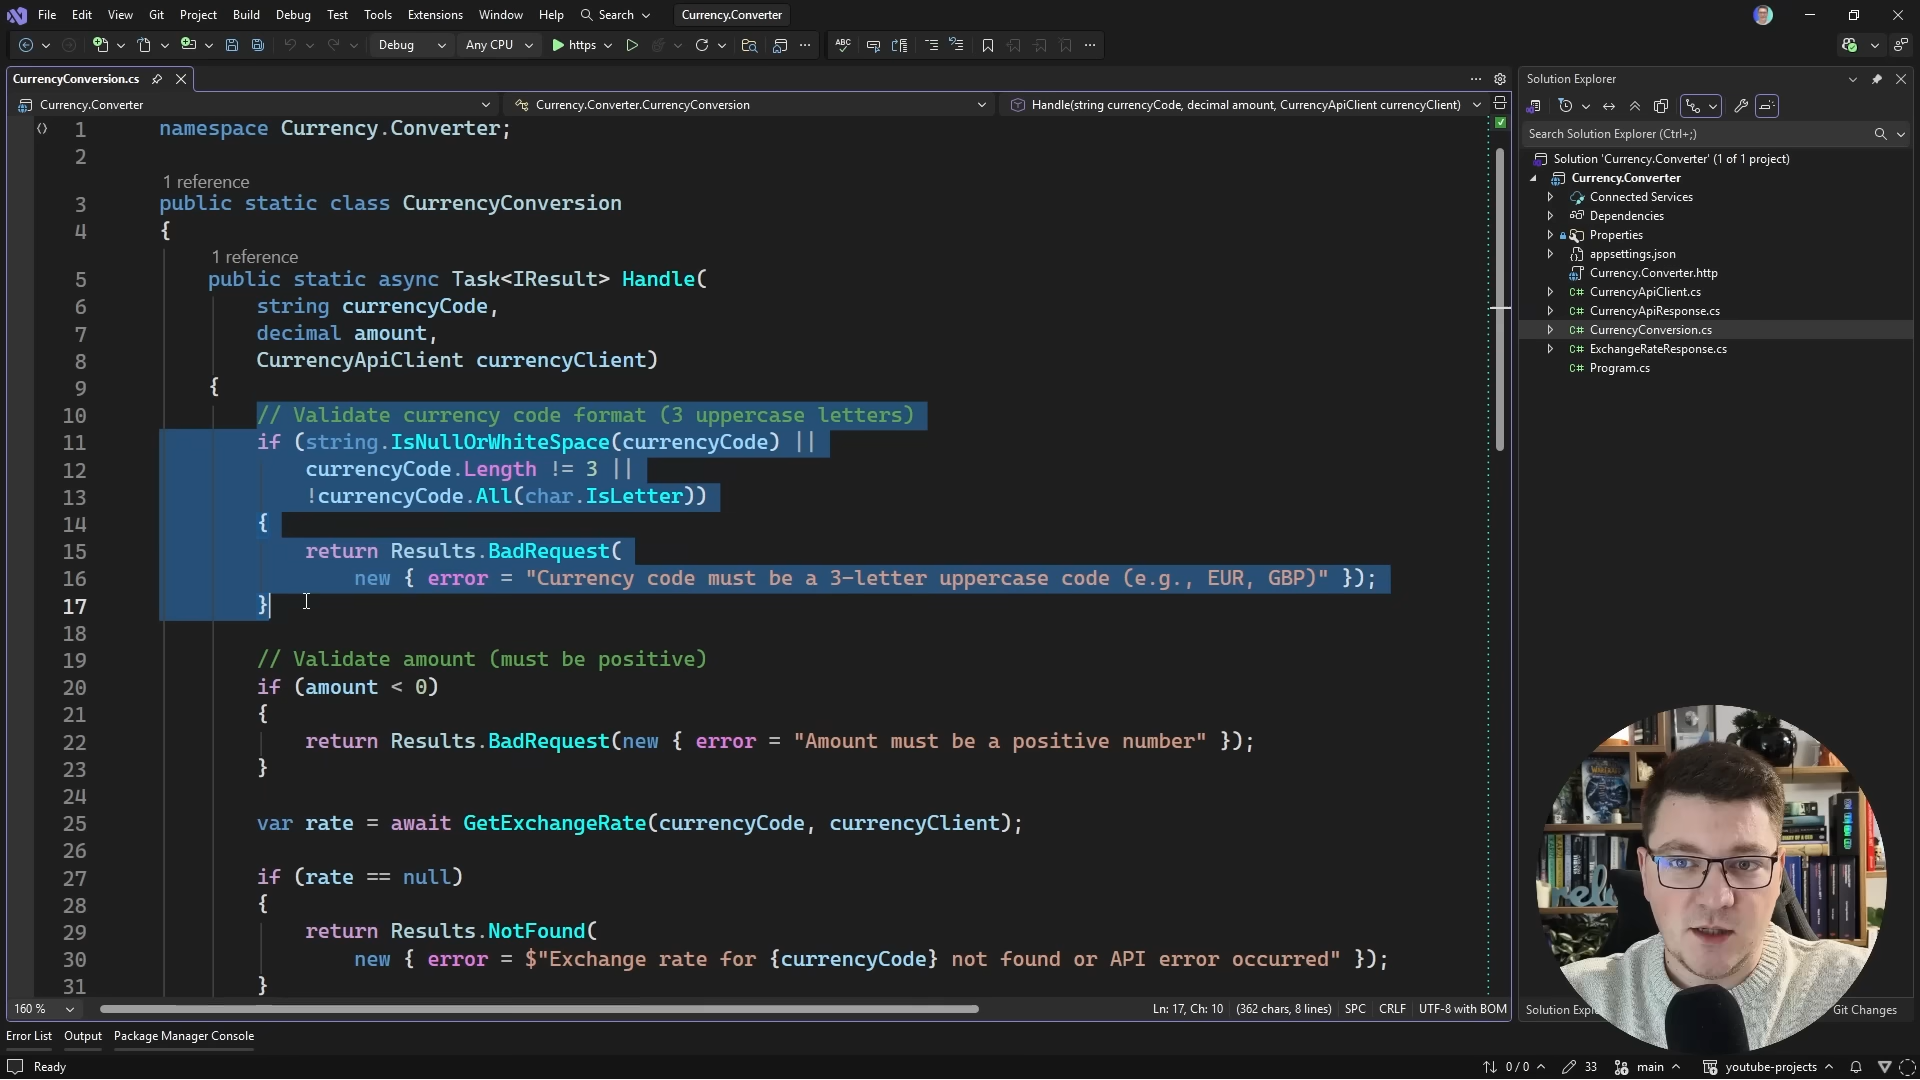 File Edit View Git Project Build Debug Test Tools Extensions Window Help Search Currency.Converter
Debug Any CPU https
CurrencyConversion.cs
Currency.Converter Currency.Converter.CurrencyConversion Handle(string currencyCode, decimal amount, CurrencyApiClient currencyClient)
1 namespace Currency.Converter;
2
1 reference
3 public static class CurrencyConversion
4 {
1 reference
5 public static async Task<IResult> Handle(
6 string currencyCode,
7 decimal amount,
8 CurrencyApiClient currencyClient)
9 {
10 // Validate currency code format (3 uppercase letters)
11 if (string.IsNullOrWhiteSpace(currencyCode) ||
12 currencyCode.Length != 3 ||
13 !currencyCode.All(char.IsLetter))
14 {
15 return Results.BadRequest(
16 new { error = "Currency code must be a 3-letter uppercase code (e.g., EUR, GBP)" });
17 }
18
19 // Validate amount (must be positive)
20 if (amount < 0)
21 {
22 return Results.BadRequest(new { error = "Amount must be a positive number" });
23 }
24
25 var rate = await GetExchangeRate(currencyCode, currencyClient);
26
27 if (rate == null)
28 {
29 return Results.NotFound(
30 new { error = $"Exchange rate for {currencyCode} not found or API error occurred" });
31 }
160 % Ln: 17, Ch: 10 (362 chars, 8 lines) SPC CRLF UTF-8 with BOM
Error List Output Package Manager Console
Ready 0 / 0 33 main youtube-projects
Solution Explorer
Search Solution Explorer (Ctrl+;)
Solution 'Currency.Converter' (1 of 1 project)
Currency.Converter
Connected Services
Dependencies
Properties
appsettings.json
Currency.Converter.http
C# CurrencyApiClient.cs
C# CurrencyApiResponse.cs
C# CurrencyConversion.cs
C# ExchangeRateResponse.cs
C# Program.cs
Solution Git Changes